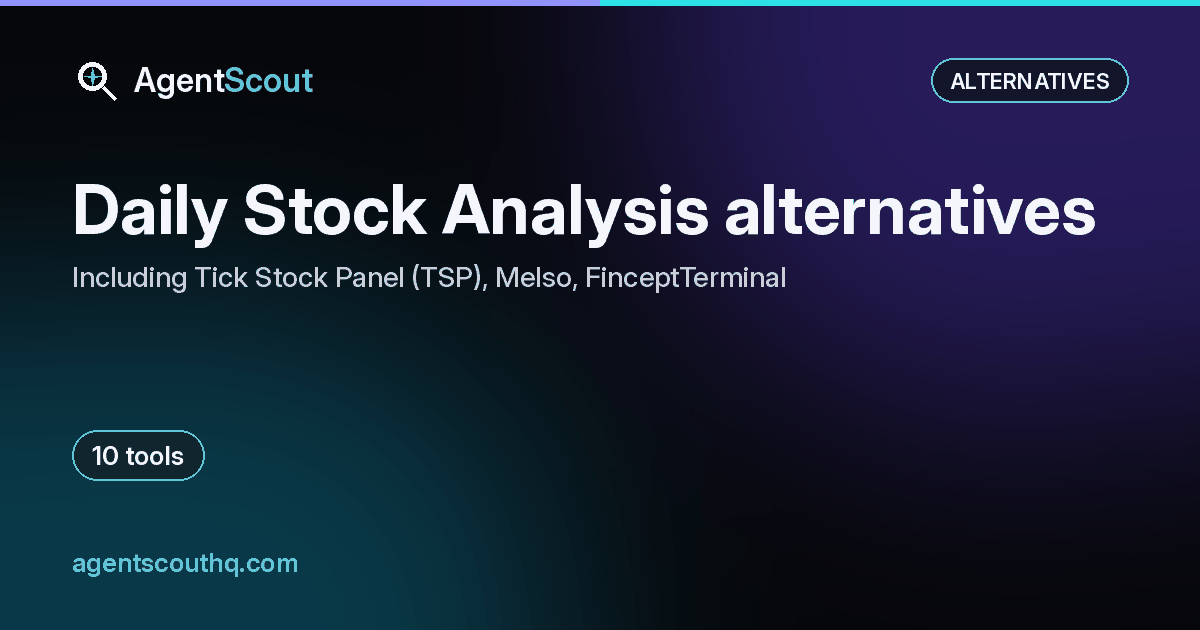 AgentScout
ALTERNATIVES
Daily Stock Analysis alternatives
Including Tick Stock Panel (TSP), Melso, FinceptTerminal
10 tools
agentscouthq.com